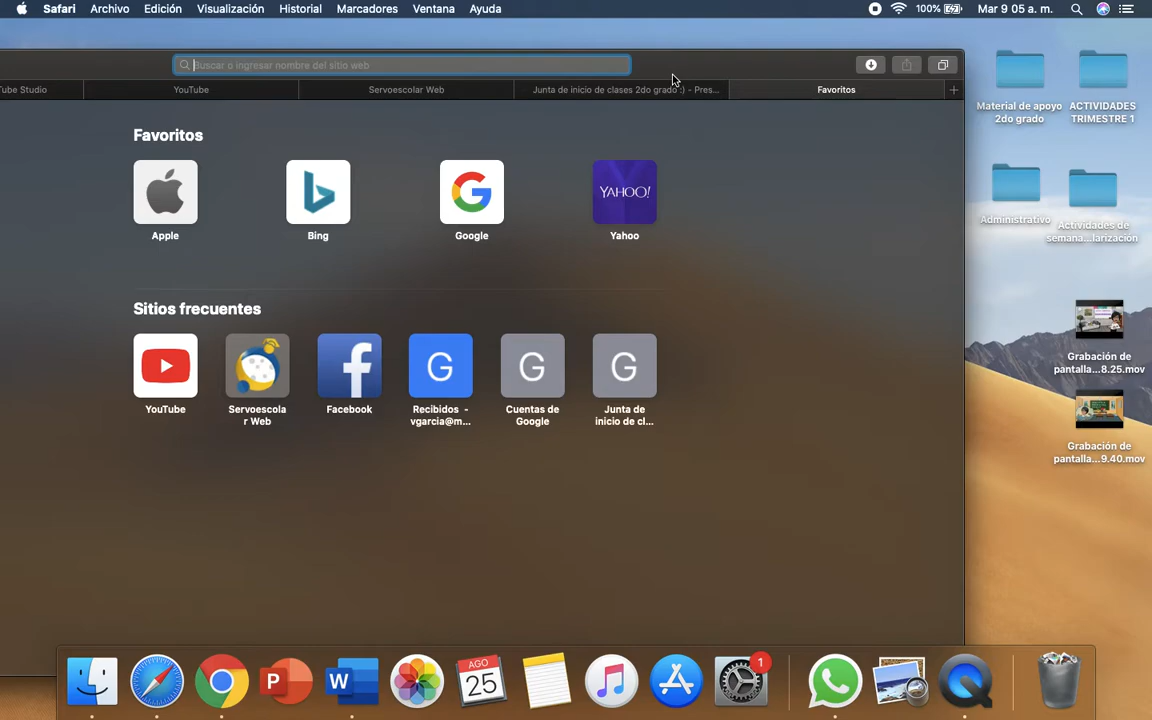 Safari Archivo Edición Visualización Historial Marcadores Ventana Ayuda 100% Mar 9 05 a. m.
Buscar o ingresar nombre del sitio web
Tube Studio YouTube Servoescolar Web Junta de inicio de clases 2do grado :) - Pres... Favoritos
Favoritos
YAHOO!
Apple Bing Google Yahoo
Sitios frecuentes
G G G
YouTube
Servoescola
r Web
Facebook
Recibidos -
vgarcia@m...
Cuentas de
Google
Junta de
inicio de cl...
Material de apoyo
2do grado
ACTIVIDADES
TRIMESTRE 1
Administrativo
Actividades de
semana...larización
Grabación de
pantalla...8.25.mov
Grabación de
pantalla...9.40.mov
P W AGO
25
1